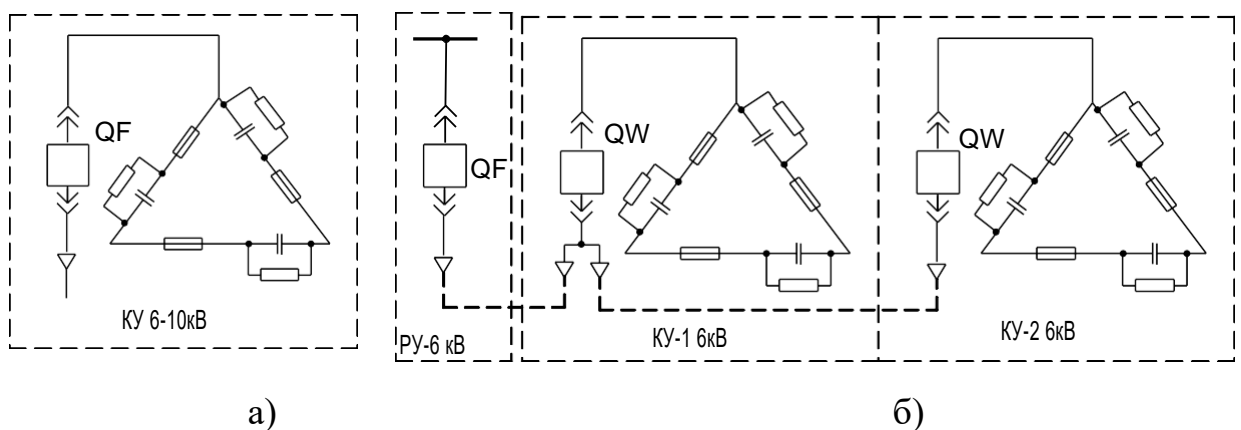 QF
КУ 6-10кВ
QF
РУ-6 кВ
QW
КУ-1 6кВ
QW
КУ-2 6кВ
а)
б)